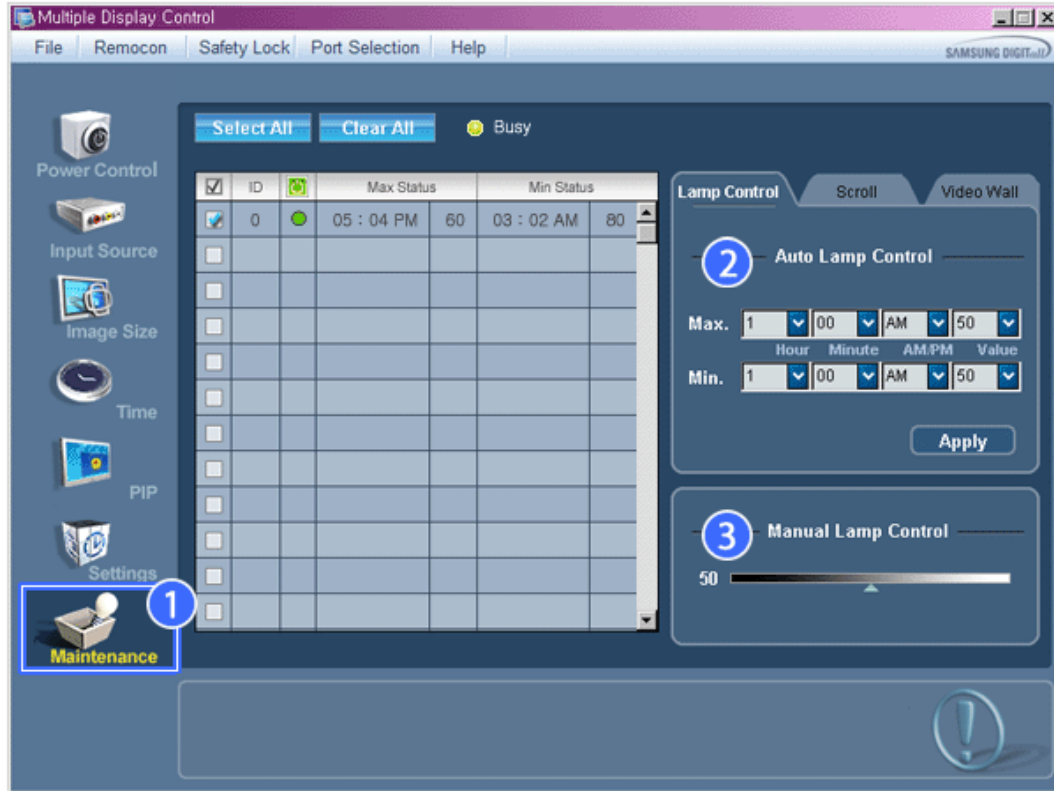 Multiple Display Control
File Remocon Safety Lock Port Selection Help
SAMSUNG DIGITall
Power Control
Input Source
Image Size
Time
PIP
Settings
1
Maintenance
Select All Clear All Busy
ID Max Status Min Status
0 05 : 04 PM 60 03 : 02 AM 80
Lamp Control Scroll Video Wall
2 Auto Lamp Control
Max. 1 00 AM 50
Hour Minute AM/PM Value
Min. 1 00 AM 50
Apply
3 Manual Lamp Control
50